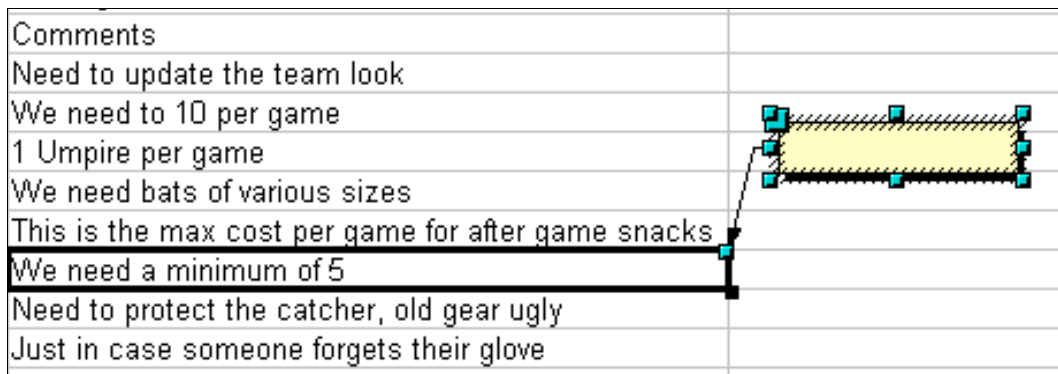 Comments
Need to update the team look
We need to 10 per game
1 Umpire per game
We need bats of various sizes
This is the max cost per game for after game snacks
We need a minimum of 5
Need to protect the catcher, old gear ugly
Just in case someone forgets their glove